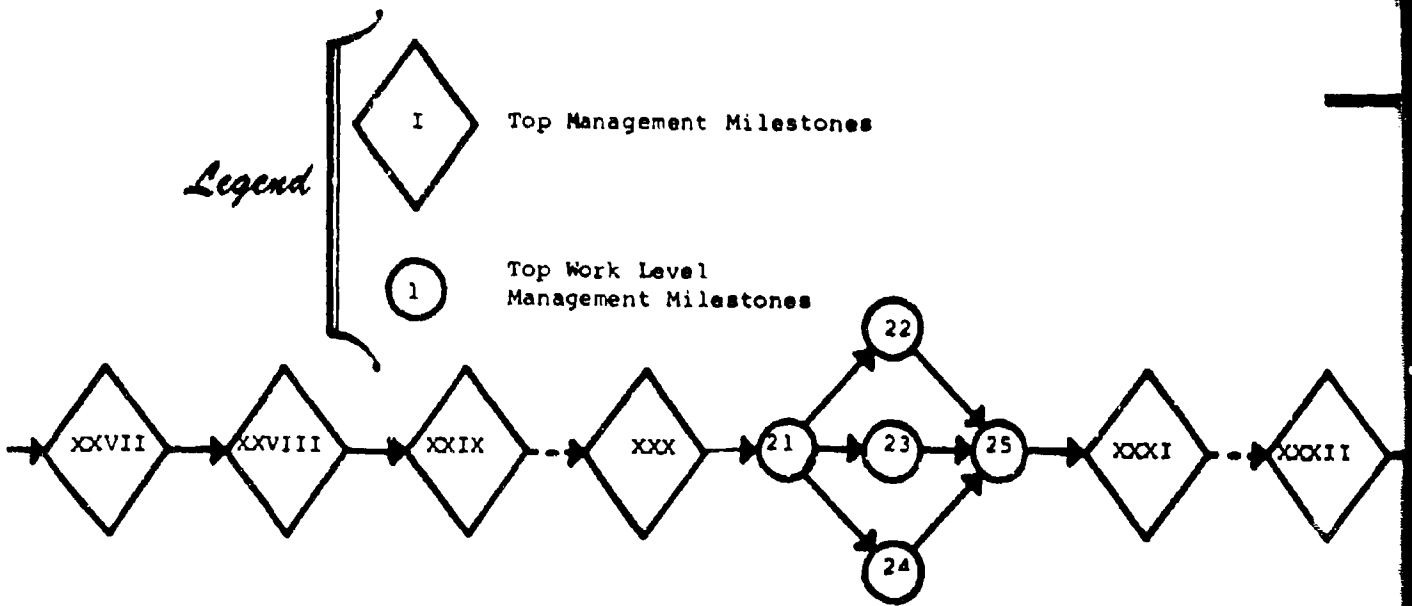 I
Top Management Milestones
Legend
1
Top Work Level
Management Milestones
22
XXVII
XXVIII
XXIX
XXX
21
23
25
XXXI
XXXII
24